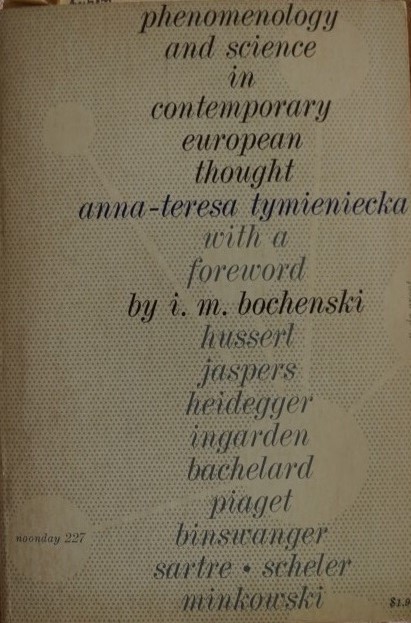 phenomenology
and science
in
contemporary
european
thought
anna-teresa tymieniecka
with a
foreword
by i. m. bochenski
husserl
jaspers
heidegger
ingarden
bachelard
piaget
noonday 227
binswanger
sartre • scheler
minkowski